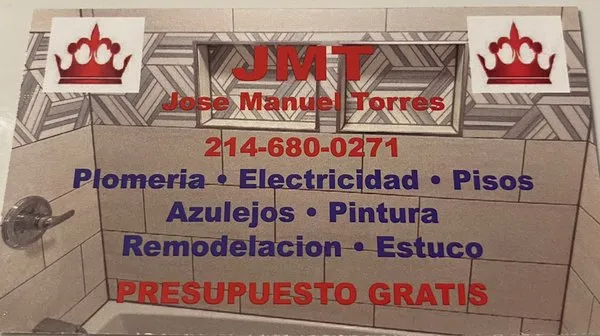 JMT
Jose Manuel Torres
214-680-0271
Plomeria • Electricidad • Pisos
Azulejos • Pintura
Remodelacion • Estuco
PRESUPUESTO GRATIS